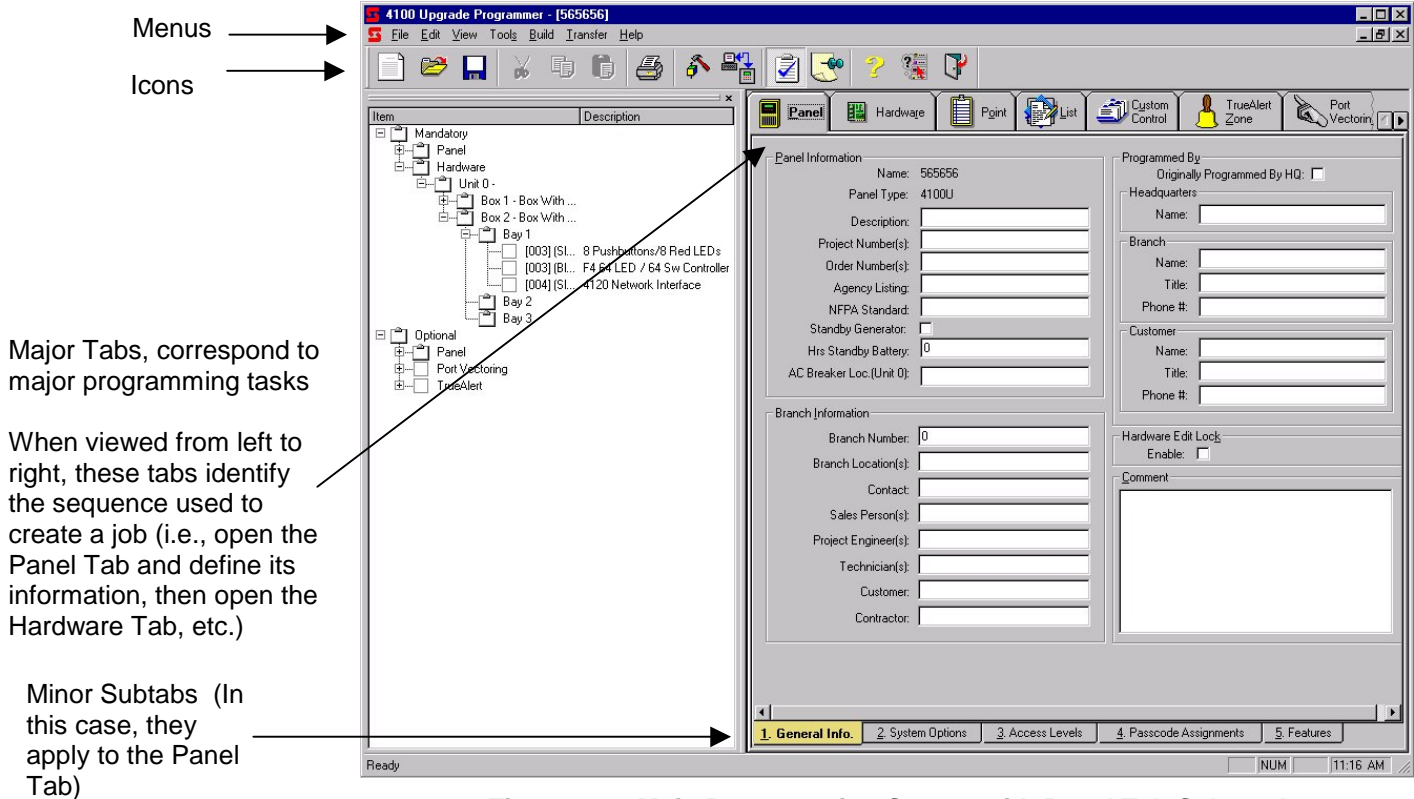 Menus
Icons
Major Tabs, correspond to
major programming tasks
When viewed from left to
right, these tabs identify
the sequence used to
create a job (i.e., open the
Panel Tab and define its
information, then open the
Hardware Tab, etc.)
Minor Subtabs (In
this case, they
apply to the Panel
Tab)
4100 Upgrade Programmer - [565656]
File Edit View Tools Build Transfer Help
Item Description
Mandatory
Panel
Hardware
Unit 0 -
Box 1 - Box With ...
Box 2 - Box With ...
Bay 1
[003] (SI... 8 Pushbuttons/8 Red LEDs
[003] (Bl... F4 64 LED / 64 Sw Controller
[004] (SI... 4120 Network Interface
Bay 2
Bay 3
Optional
Panel
Port Vectoring
TrueAlert
Panel Hardware Point List Custom Control TrueAlert Zone Port Vectoring
Panel Information
Name: 565656
Panel Type: 4100U
Description:
Project Number(s):
Order Number(s):
Agency Listing:
NFPA Standard:
Standby Generator:
Hrs Standby Battery: 0
AC Breaker Loc.(Unit 0):
Branch Information
Branch Number: 0
Branch Location(s):
Contact:
Sales Person(s):
Project Engineer(s):
Technician(s):
Customer:
Contractor:
Programmed By
Originally Programmed By HQ:
Headquarters
Name:
Branch
Name:
Title:
Phone #:
Customer
Name:
Title:
Phone #:
Hardware Edit Lock
Enable:
Comment
1. General Info. 2. System Options 3. Access Levels 4. Passcode Assignments 5. Features
Ready NUM 11:16 AM